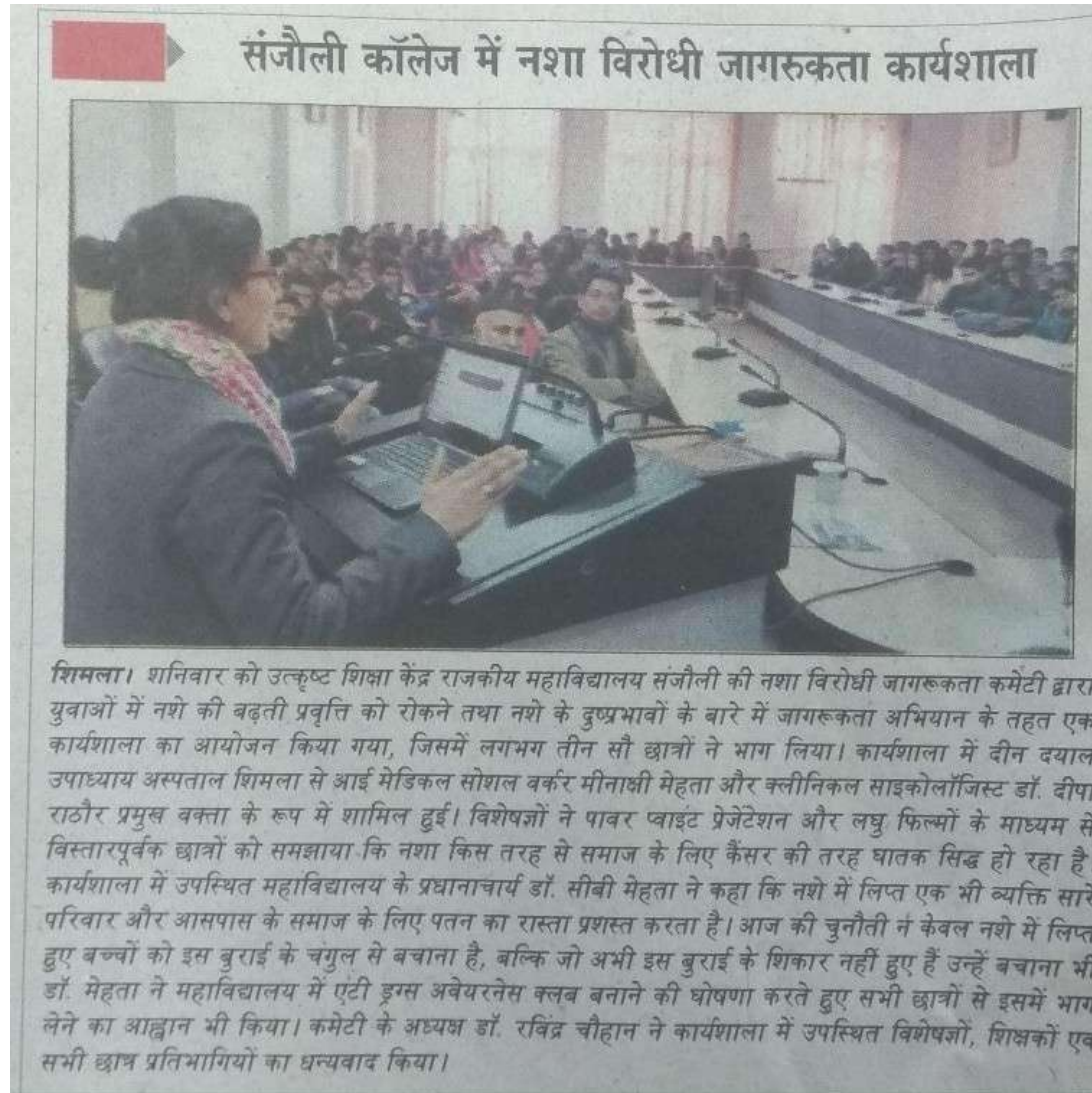 संजौली कॉलेज में नशा विरोधी जागरुकता कार्यशाला
शिमला। शनिवार को उत्कृष्ट शिक्षा केंद्र राजकीय महाविद्यालय संजौली की नशा विरोधी जागरूकता कमेटी द्वारा
युवाओं में नशे की बढ़ती प्रवृत्ति को रोकने तथा नशे के दुष्प्रभावों के बारे में जागरूकता अभियान के तहत एक
कार्यशाला का आयोजन किया गया, जिसमें लगभग तीन सौ छात्रों ने भाग लिया। कार्यशाला में दीन दयाल
उपाध्याय अस्पताल शिमला से आई मेडिकल सोशल वर्कर मीनाक्षी मेहता और क्लीनिकल साइकोलॉजिस्ट डॉ. दीपा
राठौर प्रमुख वक्ता के रूप में शामिल हुई। विशेषज्ञों ने पावर प्वाइंट प्रेजेंटेशन और लघु फिल्मों के माध्यम से
विस्तारपूर्वक छात्रों को समझाया कि नशा किस तरह से समाज के लिए कैंसर की तरह घातक सिद्ध हो रहा है
कार्यशाला में उपस्थित महाविद्यालय के प्रधानाचार्य डॉ. सीबी मेहता ने कहा कि नशे में लिप्त एक भी व्यक्ति
परिवार और आसपास के समाज के लिए पतन का रास्ता प्रशस्त करता है। आज की चुनौती न केवल नशे में लिप्त
हुए बच्चों को इस बुराई के चंगुल से बचाना है, बल्कि जो अभी इस बुराई के शिकार नहीं हुए हैं उन्हें बचाना भी
डॉ. मेहता ने महाविद्यालय में एंटी ड्रग्स अवेयरनेस क्लब बनाने की घोषणा करते हुए सभी छात्रों से इसमें भाग
लेने का आह्वान भी किया। कमेटी के अध्यक्ष डॉ. रविंद्र चौहान ने कार्यशाला में उपस्थित विशेषज्ञों, शिक्षकों एवं
सभी छात्र प्रतिभागियों का धन्यवाद किया।